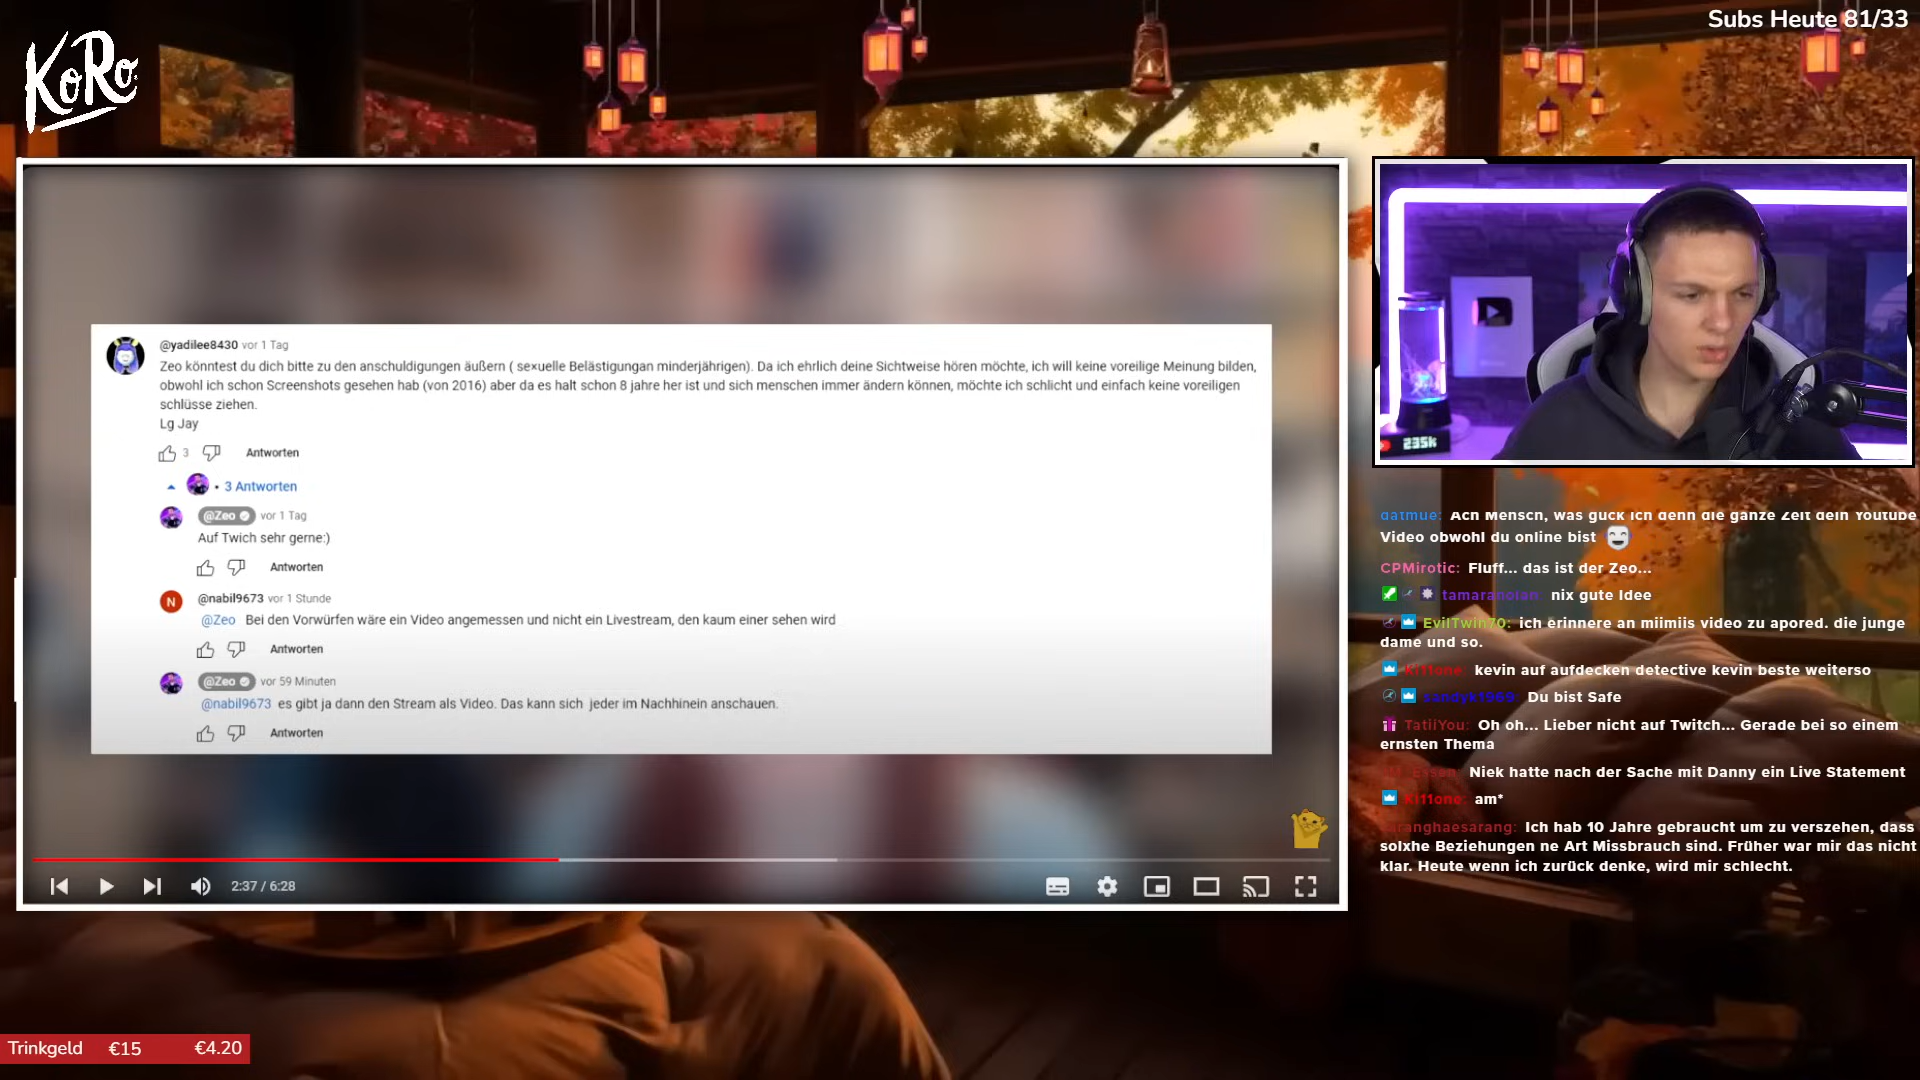 Subs Heute 81/33
KoRo
@yadilee8430 vor 1 Tag
Zeo könntest du dich bitte zu den anschuldigungen äußern ( se×uelle Belästigungan minderjährigen). Da ich ehrlich deine Sichtweise hören möchte, ich will keine voreilige Meinung bilden,
obwohl ich schon Screenshots gesehen hab (von 2016) aber da es halt schon 8 jahre her ist und sich menschen immer ändern können, möchte ich schlicht und einfach keine voreiligen
schlüsse ziehen.
Lg Jay
3 Antworten
• 3 Antworten
@Zeo vor 1 Tag
Auf Twich sehr gerne:)
Antworten
N
@nabil9673 vor 1 Stunde
@Zeo Bei den Vorwürfen wäre ein Video angemessen und nicht ein Livestream, den kaum einer sehen wird
Antworten
@Zeo vor 59 Minuten
@nabil9673 es gibt ja dann den Stream als Video. Das kann sich jeder im Nachhinein anschauen.
Antworten
2:37 / 6:28
235k
datmue: Ach Mensch, was guck ich denn die ganze Zeit dein Youtube
Video obwohl du online bist
CPMirotic: Fluff... das ist der Zeo...
tamaranoian: nix gute Idee
EvilTwin70: ich erinnere an miimiis video zu apored. die junge
dame und so.
Ki11one: kevin auf aufdecken detective kevin beste weiterso
sandyk1969: Du bist Safe
TatiiYou: Oh oh... Lieber nicht auf Twitch... Gerade bei so einem
ernsten Thema
Essen: Niek hatte nach der Sache mit Danny ein Live Statement
Ki11one: am*
saranghaesarang: Ich hab 10 Jahre gebraucht um zu verszehen, dass
solxhe Beziehungen ne Art Missbrauch sind. Früher war mir das nicht
klar. Heute wenn ich zurück denke, wird mir schlecht.
Trinkgeld €15 €4.20